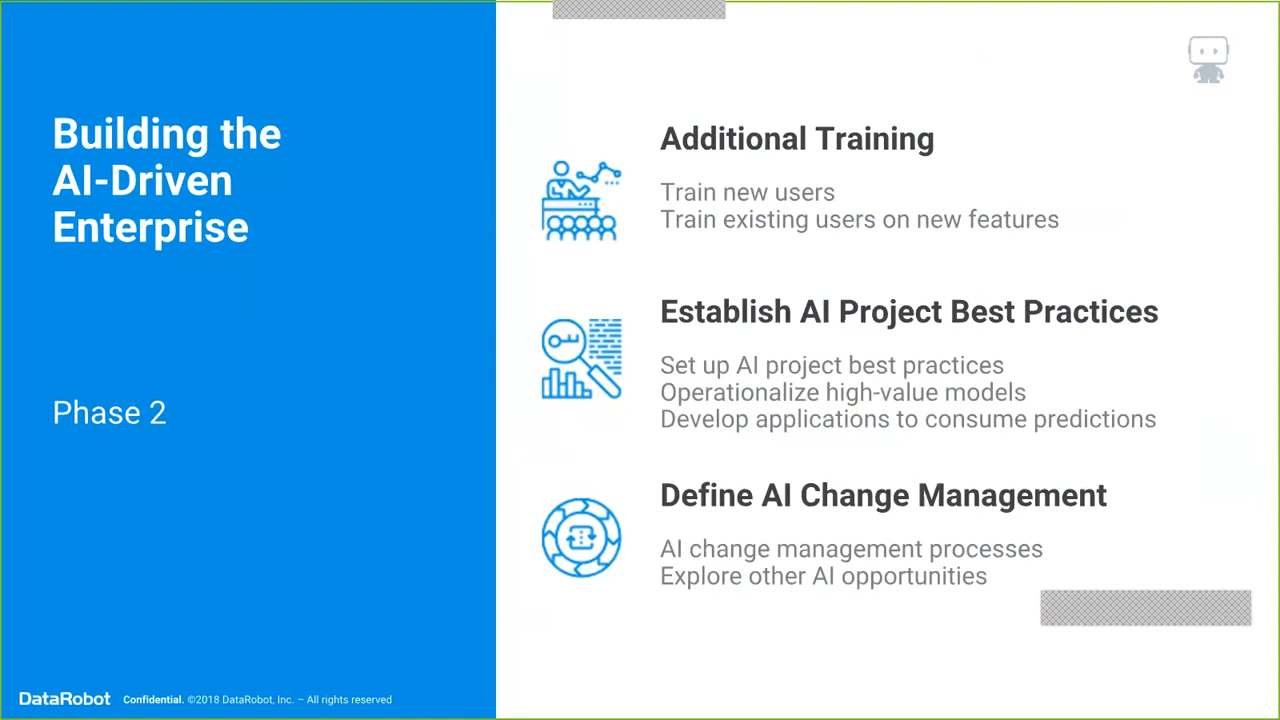 Building the
AI-Driven
Enterprise
Phase 2
Additional Training
Train new users
Train existing users on new features
Establish AI Project Best Practices
Set up AI project best practices
Operationalize high-value models
Develop applications to consume predictions
Define AI Change Management
AI change management processes
Explore other AI opportunities
DataRobot
Confidential. ©2018 DataRobot, Inc. – All rights reserved